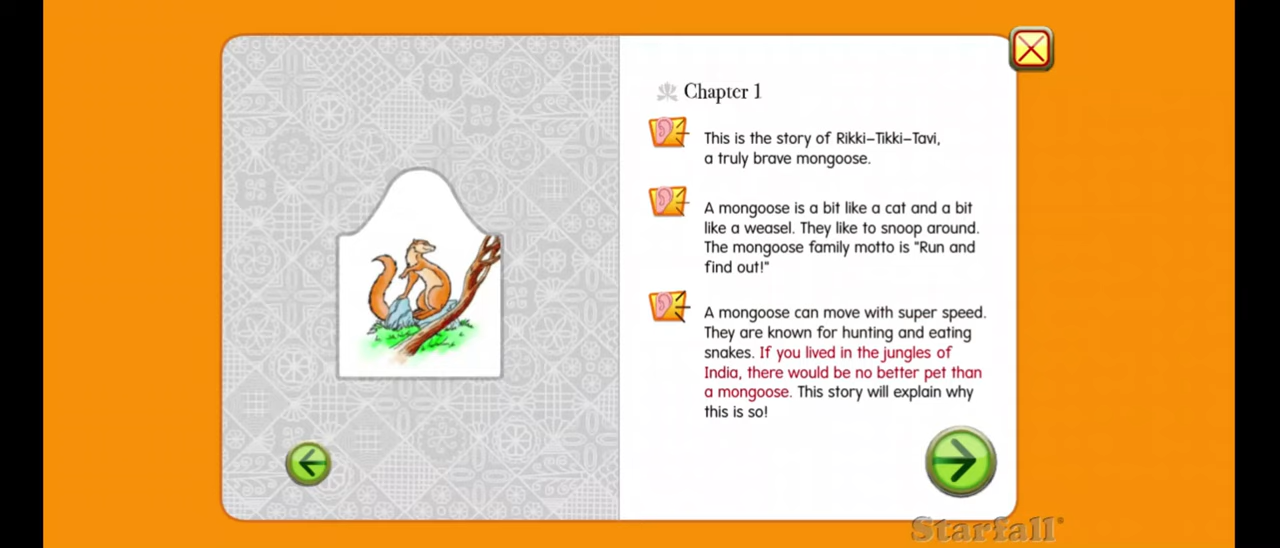 Chapter 1
This is the story of Rikki-Tikki-Tavi,
a truly brave mongoose.
A mongoose is a bit like a cat and a bit
like a weasel. They like to snoop around.
The mongoose family motto is "Run and
find out!"
A mongoose can move with super speed.
They are known for hunting and eating
snakes. If you lived in the jungles of
India, there would be no better pet than
a mongoose. This story will explain why
this is so!
Starfall